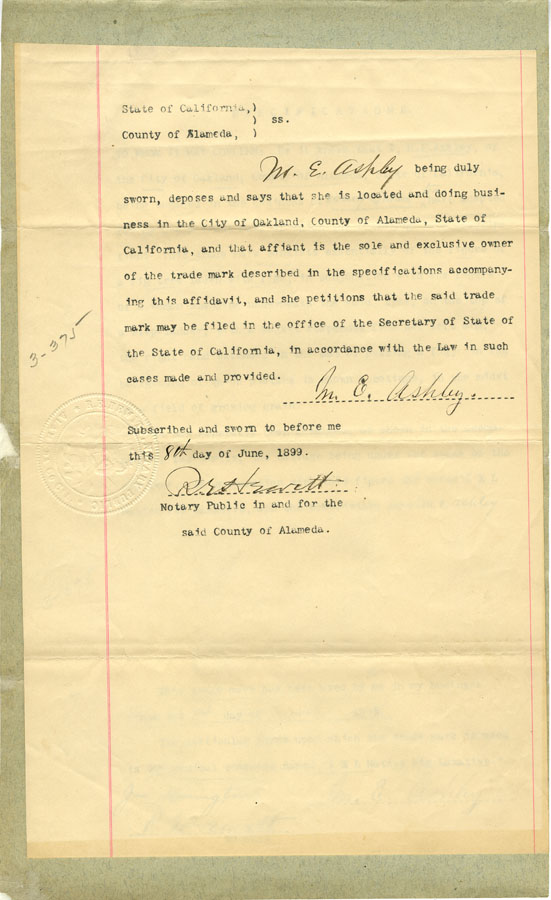 State of California,)
) ss.
County of Alameda, )
M. E. Ashby being duly
sworn, deposes and says that she is located and doing busi-
ness in the City of Oakland, County of Alameda, State of
California, and that affiant is the sole and exclusive owner
of the trade mark described in the specifications accompany-
ing this affidavit, and she petitions that the said trade
mark may be filed in the office of the Secretary of State of
the State of California, in accordance with the Law in such
cases made and provided.
M. E. Ashby.
3-375
Subscribed and sworn to before me
this 8th day of June, 1899.
Notary Public in and for the
said County of Alameda.